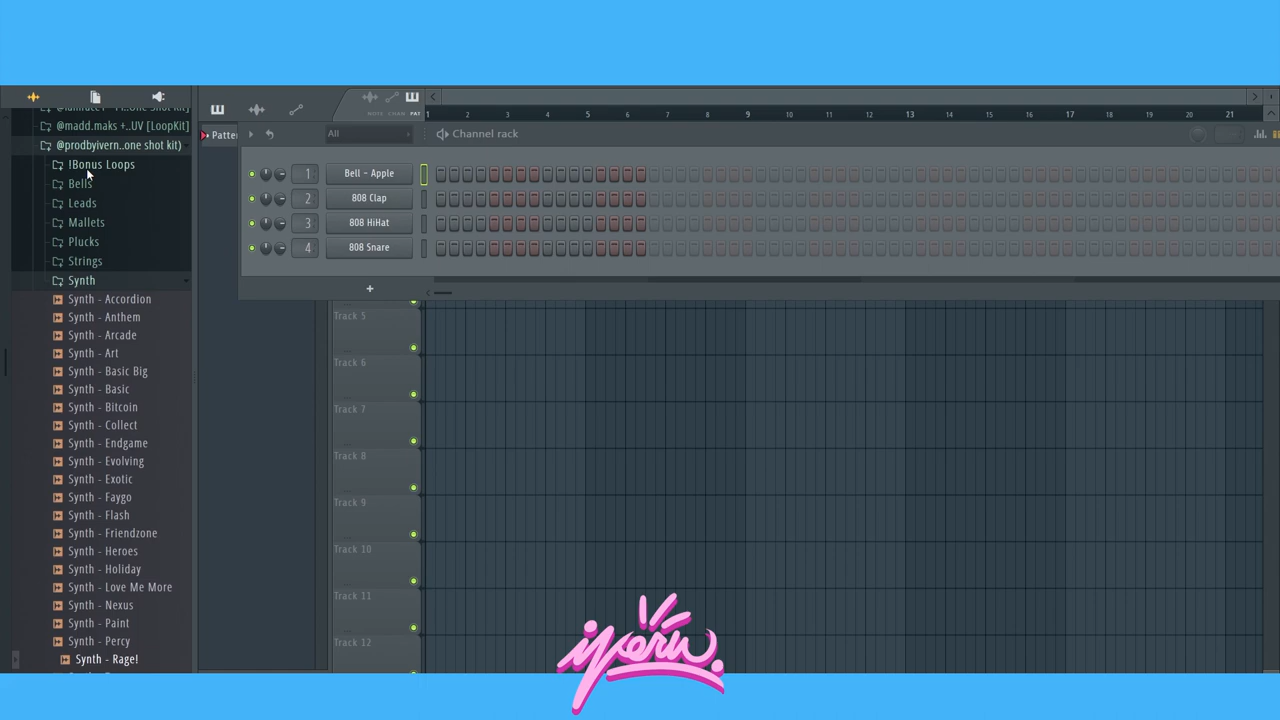 @madd.maks +..UV [LoopKit]
@prodbyivern..one shot kit)
!Bonus Loops
Bells
Leads
Mallets
Plucks
Strings
Synth
Synth - Accordion
Synth - Anthem
Synth - Arcade
Synth - Art
Synth - Basic Big
Synth - Basic
Synth - Bitcoin
Synth - Collect
Synth - Endgame
Synth - Evolving
Synth - Exotic
Synth - Faygo
Synth - Flash
Synth - Friendzone
Synth - Heroes
Synth - Holiday
Synth - Love Me More
Synth - Nexus
Synth - Paint
Synth - Percy
Synth - Rage!
Patter
NOTE CHAN PAT
1 2 3 4 5 6 7 8 9 10 11 12 13 14 15 16 17 18 19 20 21
All
Channel rack
1 Bell - Apple
2 808 Clap
3 808 HiHat
4 808 Snare
+
Track 5
Track 6
Track 7
Track 8
Track 9
Track 10
Track 11
Track 12
ivern